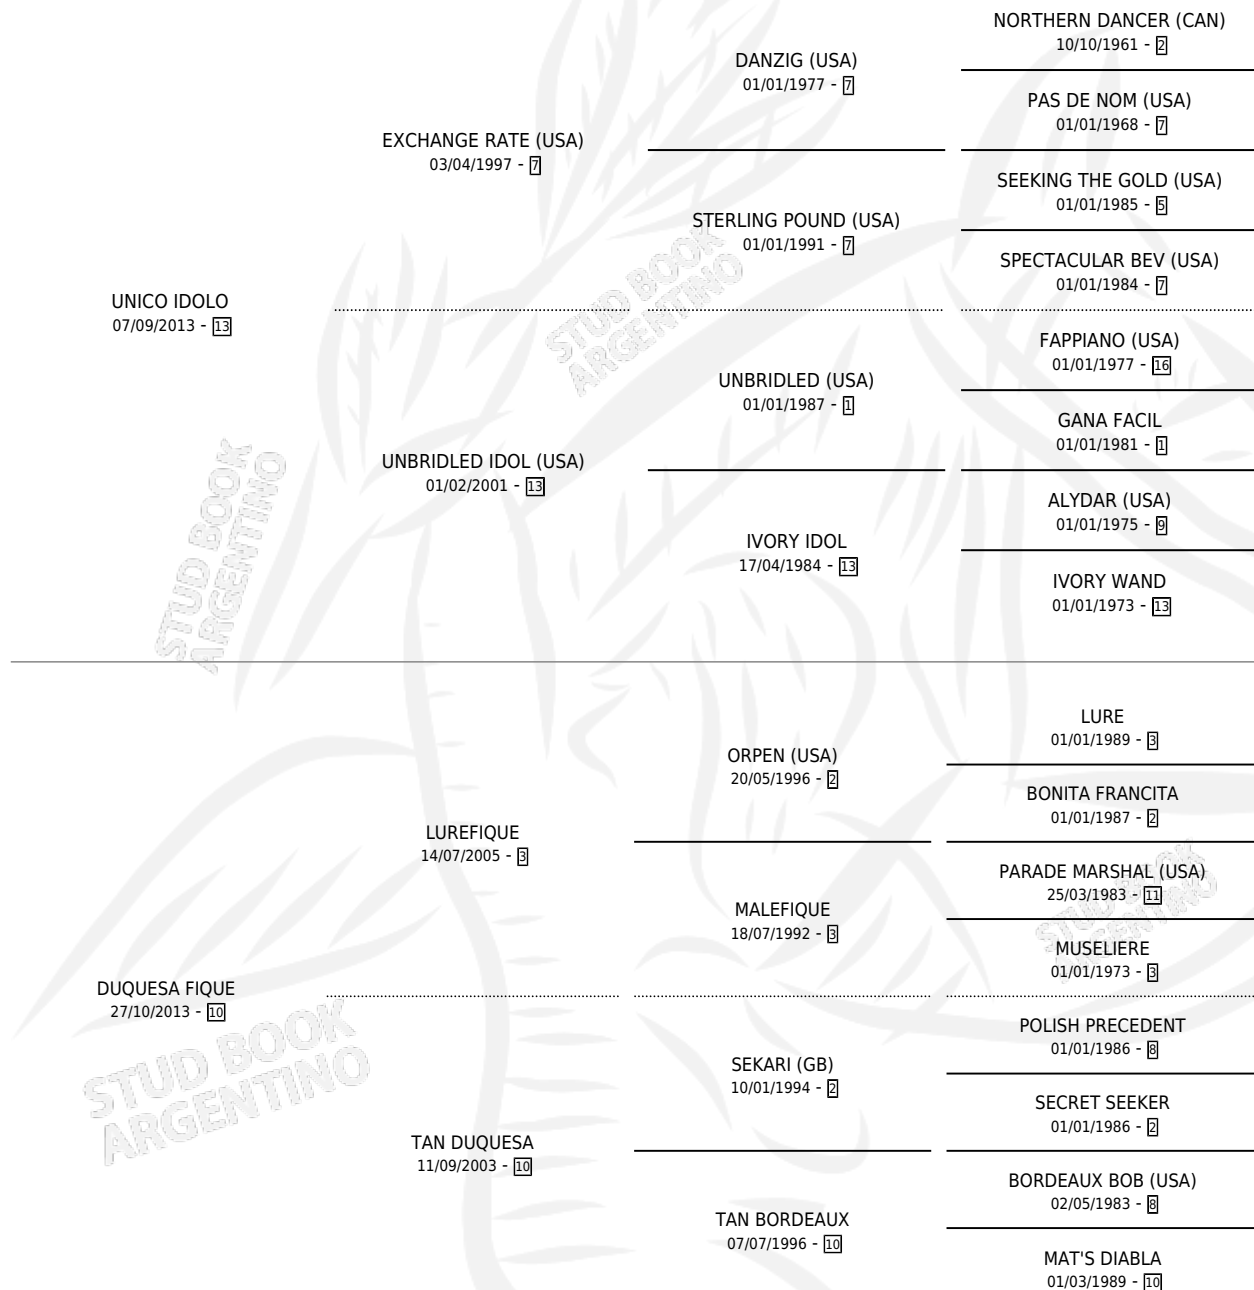 NORTHERN DANCER (CAN)
10/10/1961 - 2
DANZIG (USA)
01/01/1977 - 7
PAS DE NOM (USA)
01/01/1968 - 7
EXCHANGE RATE (USA)
03/04/1997 - 7
SEEKING THE GOLD (USA)
01/01/1985 - 5
STERLING POUND (USA)
01/01/1991 - 7
SPECTACULAR BEV (USA)
01/01/1984 - 7
UNICO IDOLO
07/09/2013 - 13
FAPPIANO (USA)
01/01/1977 - 16
UNBRIDLED (USA)
01/01/1987 - 1
GANA FACIL
01/01/1981 - 1
UNBRIDLED IDOL (USA)
01/02/2001 - 13
ALYDAR (USA)
01/01/1975 - 9
IVORY IDOL
17/04/1984 - 13
IVORY WAND
01/01/1973 - 13
LURE
01/01/1989 - 3
ORPEN (USA)
20/05/1996 - 2
BONITA FRANCITA
01/01/1987 - 2
LUREFIQUE
14/07/2005 - 3
PARADE MARSHAL (USA)
25/03/1983 - 11
MALEFIQUE
18/07/1992 - 3
MUSELIERE
01/01/1973 - 3
DUQUESA FIQUE
27/10/2013 - 10
POLISH PRECEDENT
01/01/1986 - 8
SEKARI (GB)
10/01/1994 - 2
SECRET SEEKER
01/01/1986 - 2
TAN DUQUESA
11/09/2003 - 10
BORDEAUX BOB (USA)
02/05/1983 - 8
TAN BORDEAUX
07/07/1996 - 10
MAT'S DIABLA
01/03/1989 - 10
STUD BOOK
ARGENTINO
STUD BOOK
ARGENTINO
STUD BOOK
ARGENTINO
STUD BOOK
ARGENTINO